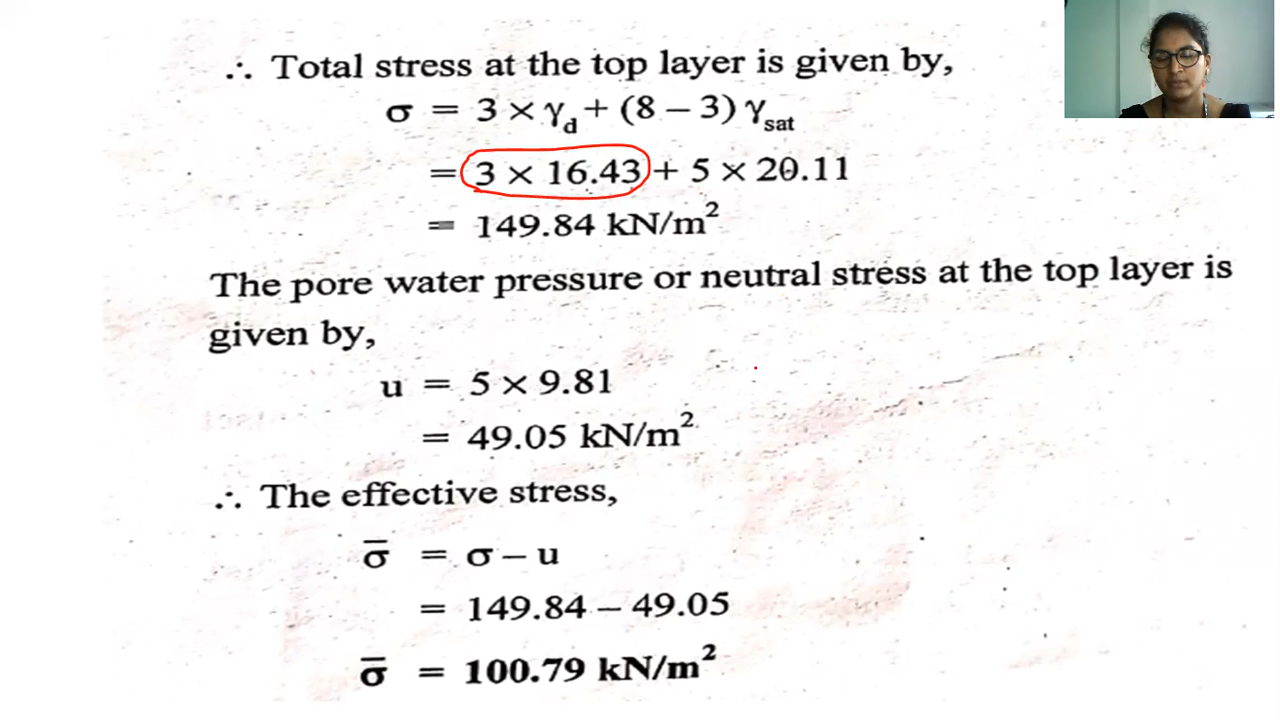 ∴ Total stress at the top layer is given by,
σ = 3 × γd + (8 – 3) γsat
= 3 × 16.43 + 5 × 20.11
= 149.84 kN/m²
The pore water pressure or neutral stress at the top layer is
given by,
u = 5 × 9.81
= 49.05 kN/m²
∴ The effective stress,
σ̅ = σ – u
= 149.84 – 49.05
σ̅ = 100.79 kN/m²